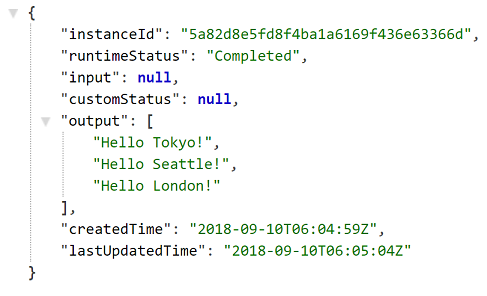 {
"instanceId": "5a82d8e5fd8f4ba1a6169f436e63366d",
"runtimeStatus": "Completed",
"input": null,
"customStatus": null,
"output": [
"Hello Tokyo!",
"Hello Seattle!",
"Hello London!"
],
"createdTime": "2018-09-10T06:04:59Z",
"lastUpdatedTime": "2018-09-10T06:05:04Z"
}